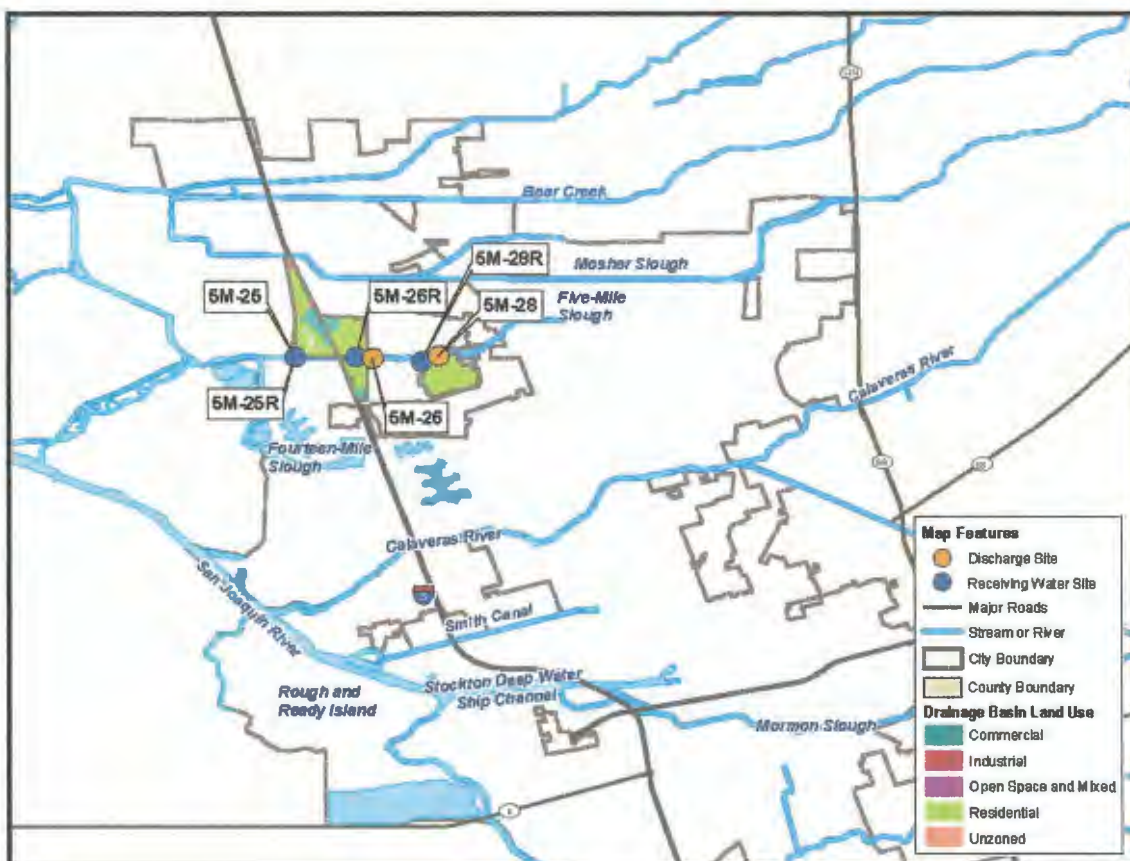 Bear Creek
5M-28R
Mosher Slough
5M-25
5M-26R
5M-28
Five-Mile
Slough
5M-25R
5M-26
Calaveras River
Fourteen-Mile
Slough
Calaveras River
San Joaquin River
5
Smith Canal
Stockton Deep Water
Ship Channel
Rough and
Ready Island
Mormon Slough
4
Map Features
Discharge Site
Receiving Water Site
Major Roads
Stream or River
City Boundary
County Boundary
Drainage Basin Land Use
Commercial
Industrial
Open Space and Mixed
Residential
Unzoned